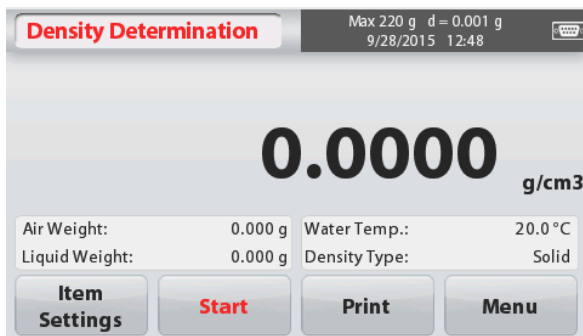 Density Determination
Max 220 g d = 0.001 g
9/28/2015 12:48
0.0000
g/cm3
Air Weight: 0.000 g
Water Temp.: 20.0°C
Liquid Weight: 0.000 g
Density Type: Solid
Item
Settings
Start
Print
Menu